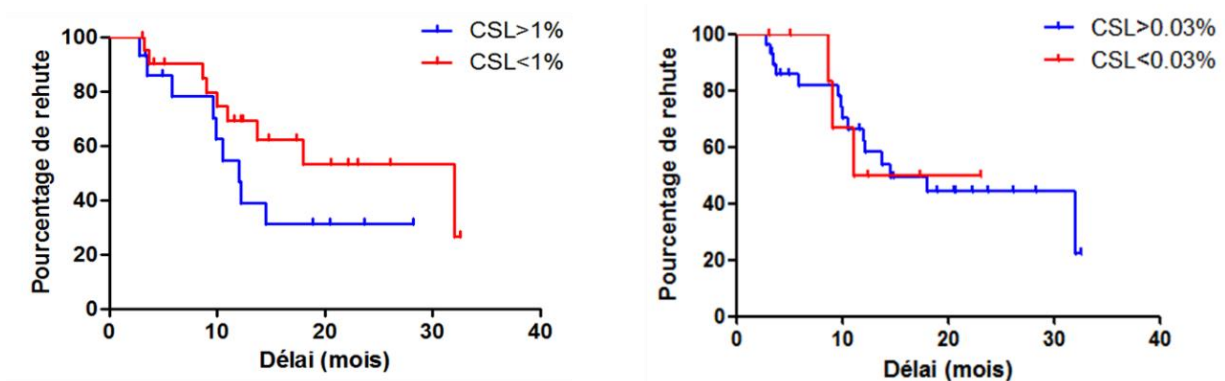 CSL>1%
CSL<1%
Pourcentage de rehute
100
80
60
40
20
0
0 10 20 30 40
Délai (mois)
CSL>0.03%
CSL<0.03%
Pourcentage de rehute
100
80
60
40
20
0
0 10 20 30 40
Délai (mois)